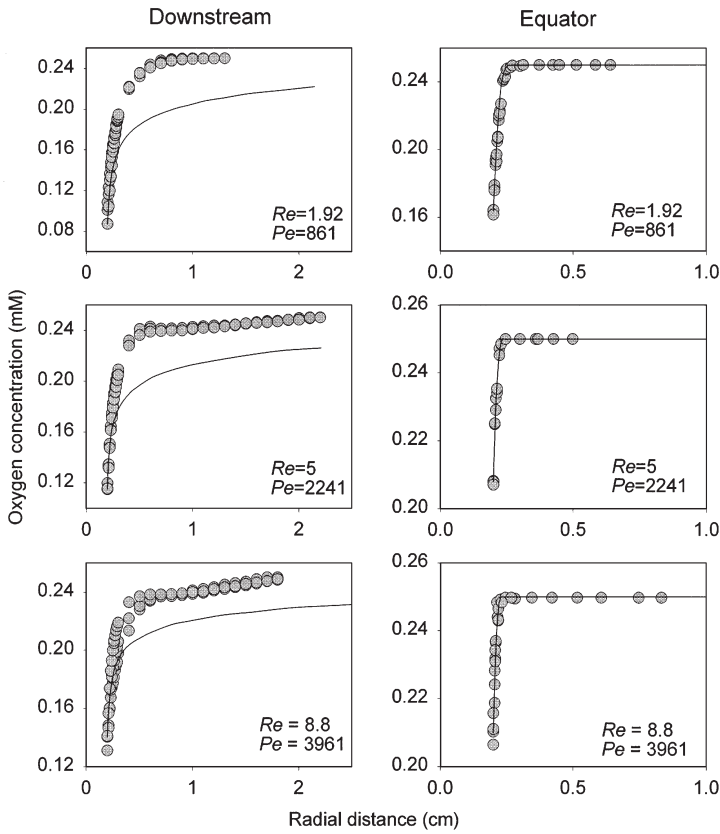 Downstream
Equator
Oxygen concentration (mM)
0.24
0.20
0.16
0.12
0.08
Re=1.92
Pe=861
0
1
2
0.24
0.20
0.16
Re=1.92
Pe=861
0.0
0.5
1.0
0.24
0.20
0.16
0.12
Re=5
Pe=2241
0
1
2
0.26
0.24
0.22
0.20
Re=5
Pe=2241
0.0
0.5
1.0
0.24
0.20
0.16
0.12
Re = 8.8
Pe = 3961
0
1
2
0.26
0.24
0.22
0.20
Re = 8.8
Pe = 3961
0.0
0.5
1.0
Radial distance (cm)